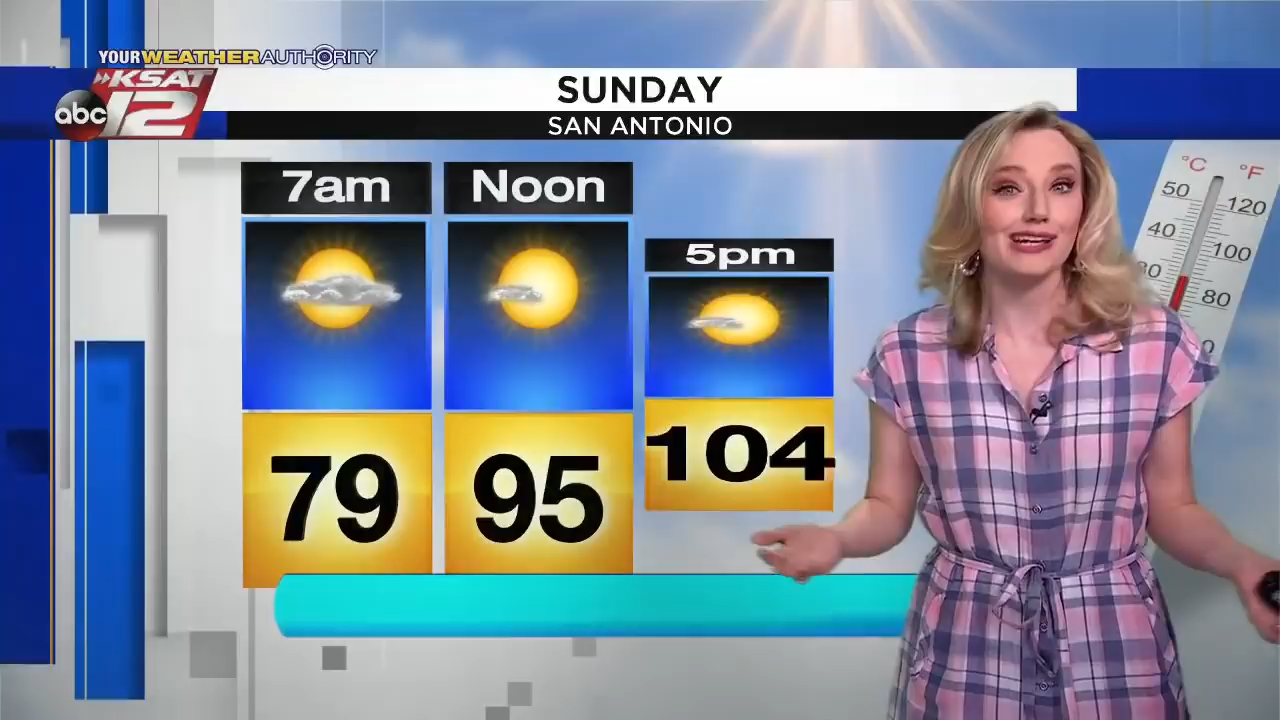 YOURWEATHERAUTHORITY
KSAT
abc 12
SUNDAY
SAN ANTONIO
7am
Noon
5pm
79
95
104
°C °F
50
120
40
100
80